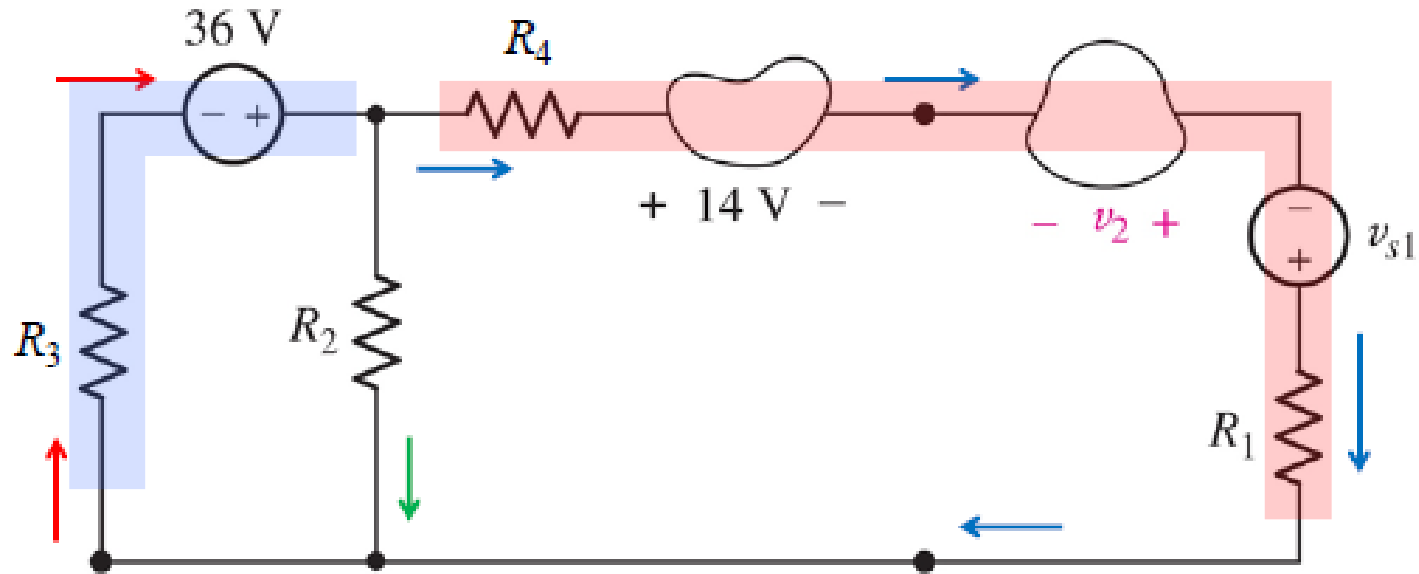 36 V
R4
− +
+ 14 V −
− v2 +
−
+
vs1
R3
R2
R1